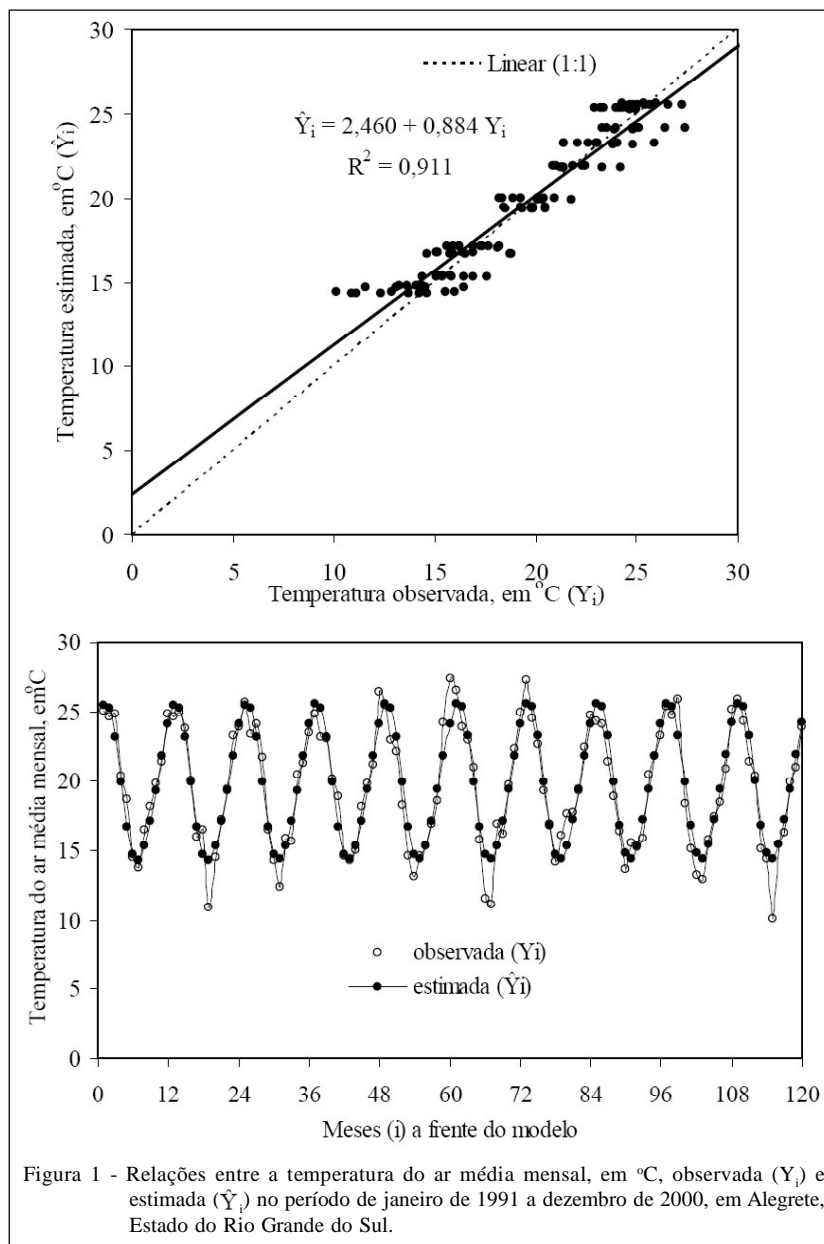 30
25
20
15
10
5
0
Temperatura estimada, em °C (Ŷi)
Linear (1:1)
Ŷi = 2,460 + 0,884 Yi
R² = 0,911
0 5 10 15 20 25 30
Temperatura observada, em °C (Yi)
30
25
20
15
10
5
0
Temperatura do ar média mensal, em°C
observada (Yi)
estimada (Ŷi)
0 12 24 36 48 60 72 84 96 108 120
Meses (i) a frente do modelo
Figura 1 - Relações entre a temperatura do ar média mensal, em °C, observada (Yi) e
estimada (Ŷi) no período de janeiro de 1991 a dezembro de 2000, em Alegrete,
Estado do Rio Grande do Sul.